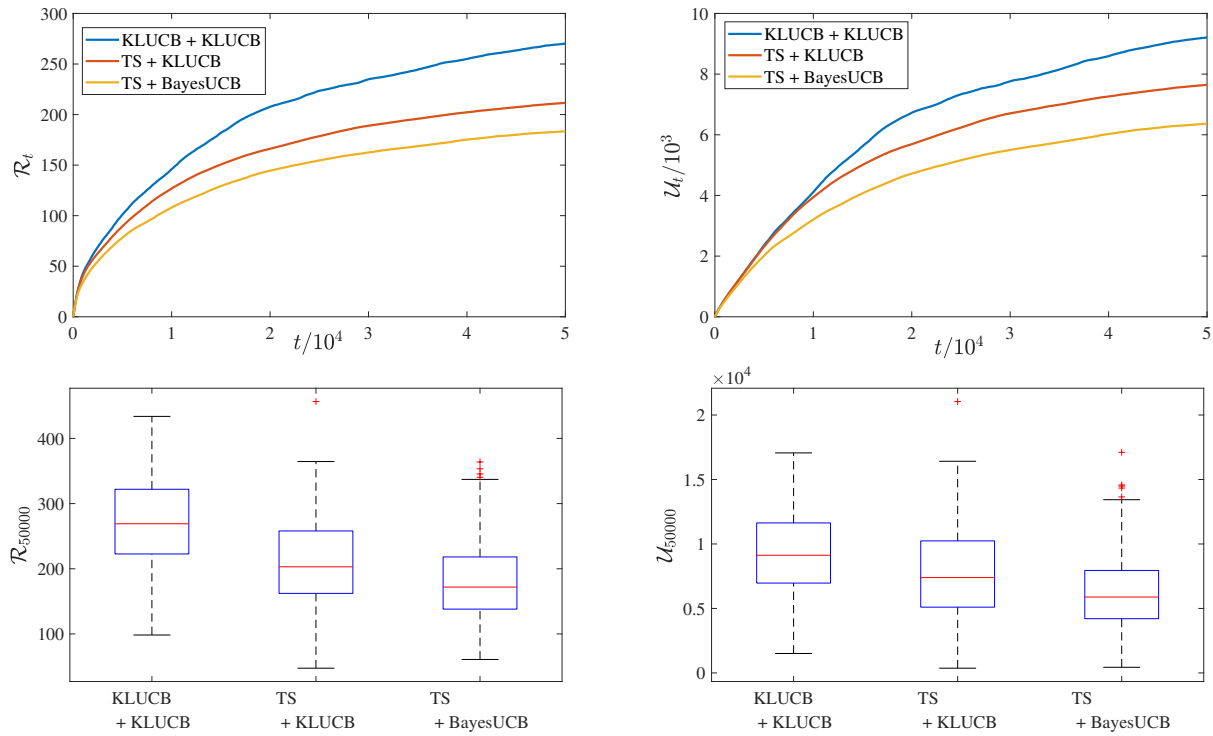 KLUCB + KLUCB
TS + KLUCB
TS + BayesUCB
300
250
200
150
100
50
0
0 1 2 3 4 5
R_t
t/10^4
KLUCB + KLUCB
TS + KLUCB
TS + BayesUCB
10
8
6
4
2
0
0 1 2 3 4 5
U_t/10^3
t/10^4
400
300
200
100
R_50000
KLUCB TS TS
+ KLUCB + KLUCB + BayesUCB
×10^4
2
1.5
1
0.5
0
U_50000
KLUCB TS TS
+ KLUCB + KLUCB + BayesUCB